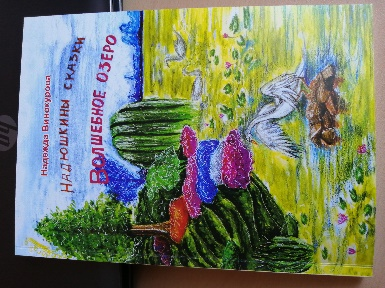 Надежда Винокурова
НАДЮШКИНЫ СКАЗКИ
ВОЛШЕБНОЕ ОЗЕРО